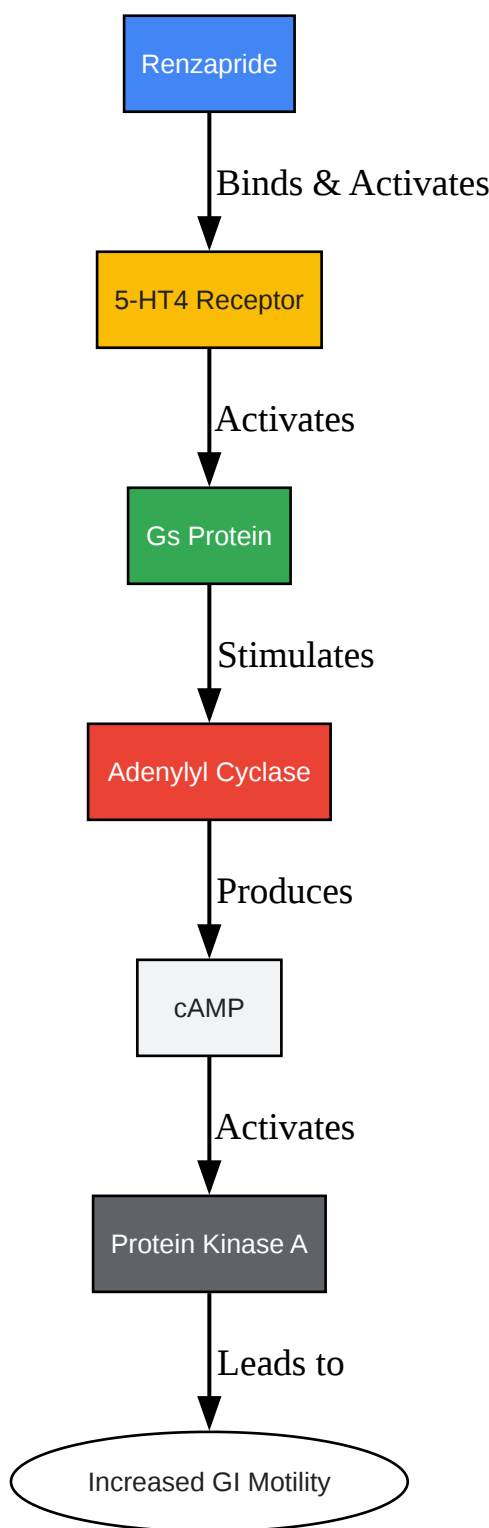 Renzapride
Binds & Activates
5-HT4 Receptor
Activates
Gs Protein
Stimulates
Adenylyl Cyclase
Produces
cAMP
Activates
Protein Kinase A
Leads to
Increased GI Motility